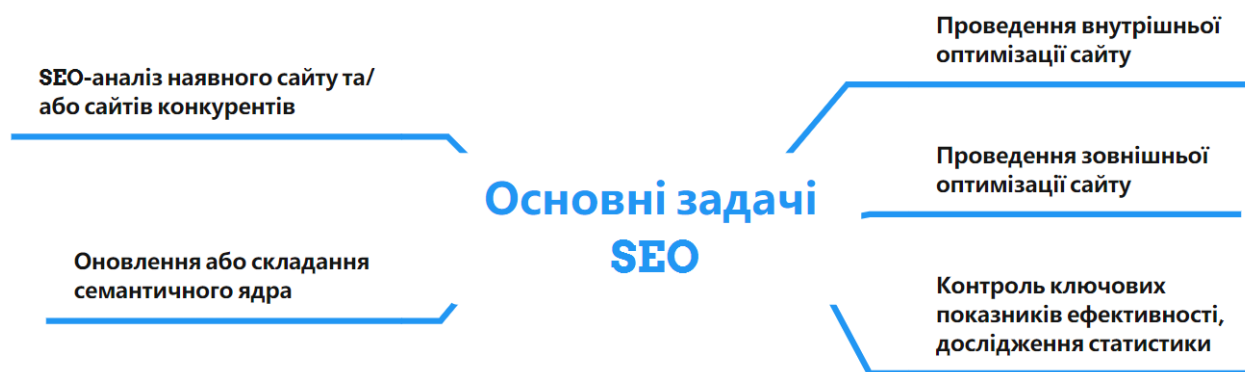 SEO-аналіз наявного сайту та/
або сайтів конкурентів
Оновлення або складання
семантичного ядра
Основні задачі
SEO
Проведення внутрішньої
оптимізації сайту
Проведення зовнішньої
оптимізації сайту
Контроль ключових
показників ефективності,
дослідження статистики